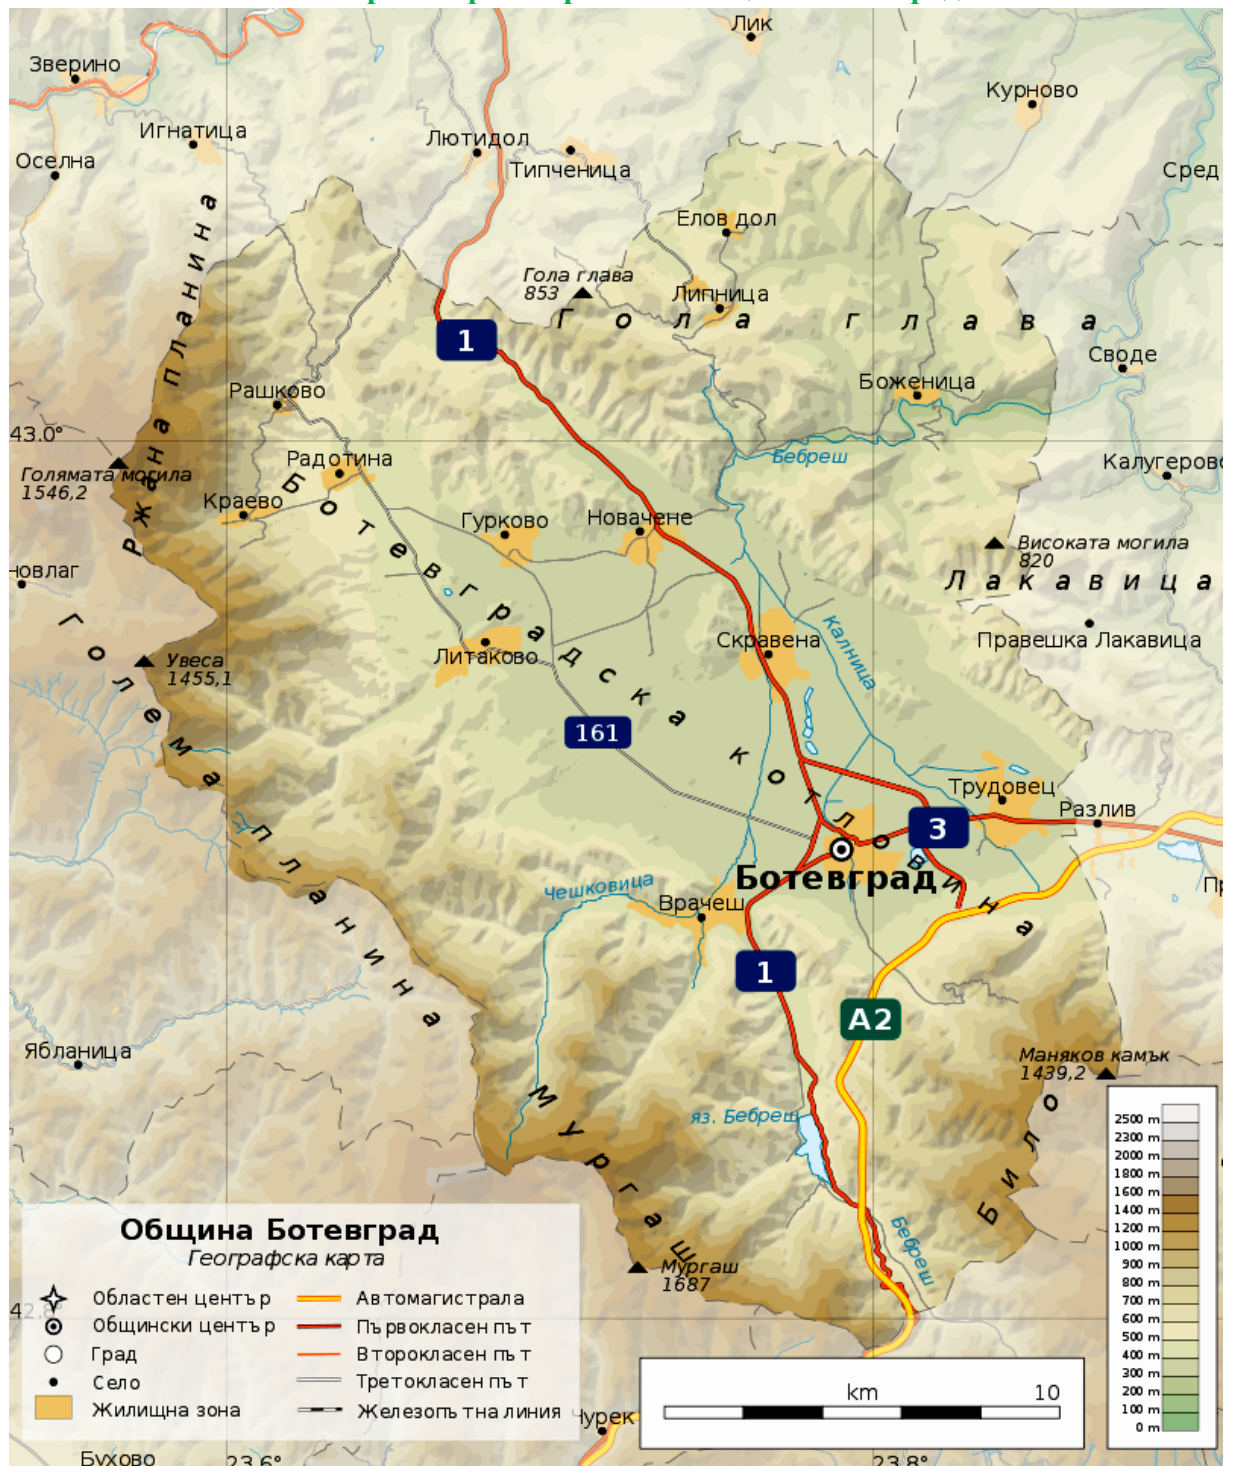 Лик
Зверино
Курново
Игнатица
Лютидол
Оселна
Типченица
Сред
Елов дол
Гола глава
853
Липница
Гола глава
1
Своде
Ржана планина
Рашково
Боженица
43.0°
Радотина
Бебреш
Калугерово
Голямата могила
1546,2
Краево
Гурково
Новачене
Ботевградска котловина
Високата могила
820
новлаг
Лакавица
Калница
Скравена
Правешка Лакавица
Литаково
Увеса
1455,1
Голема планина
161
Трудовец
Разлив
3
Ботевград
Чешковица
Врачеш
1
А2
Ябланица
Маняков камък
1439,2
яз. Бебреш
Мургаш
Било
Бебреш
Мургаш
1687
Община Ботевград
Географска карта
Областен център
Общински център
Град
Село
Жилищна зона
Автомагистрала
Първокласен път
Второкласен път
Третокласен път
Железопътна линия
42.8°
Чурек
Бухово
23.6°
23.8°
km 10
2500 m
2300 m
2000 m
1800 m
1600 m
1400 m
1200 m
1000 m
900 m
800 m
700 m
600 m
500 m
400 m
300 m
200 m
100 m
0 m